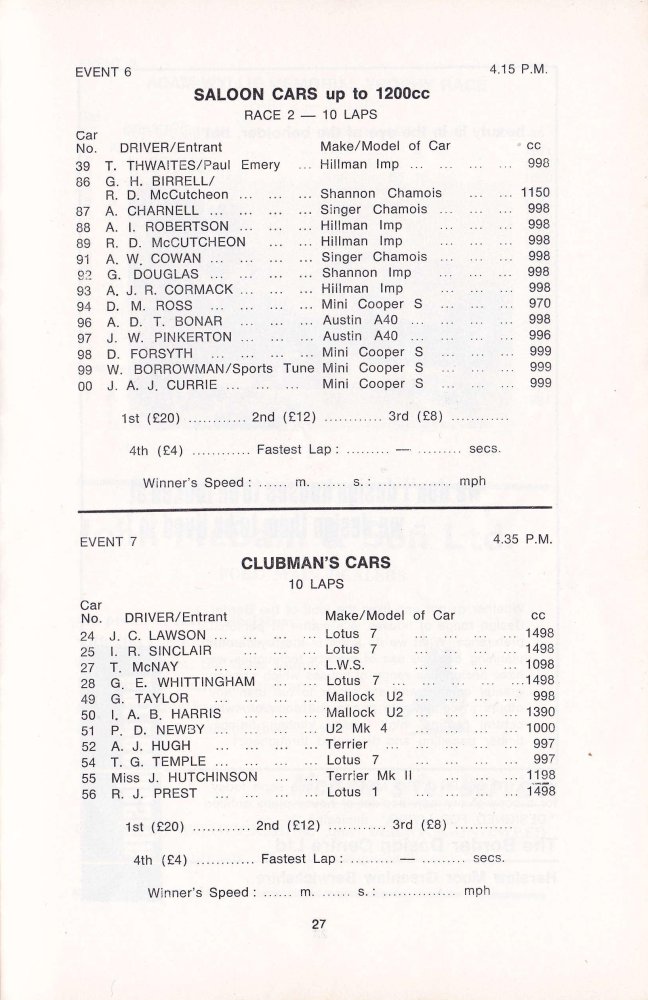 EVENT 6 4.15 P.M.
SALOON CARS up to 1200cc
RACE 2 — 10 LAPS
Car
No. DRIVER/Entrant Make/Model of Car cc
39 T. THWAITES/Paul Emery ... Hillman Imp ... ... ... 998
86 G. H. BIRRELL/
R. D. McCutcheon ... ... ... Shannon Chamois ... ... 1150
87 A. CHARNELL ... ... ... ... Singer Chamois ... ... ... 998
88 A. I. ROBERTSON ... ... ... Hillman Imp ... ... ... 998
89 R. D. McCUTCHEON ... ... Hillman Imp ... ... ... 998
91 A. W. COWAN ... ... ... ... Singer Chamois ... ... ... 998
92 G. DOUGLAS ... ... ... ... Shannon Imp ... ... ... 998
93 A. J. R. CORMACK ... ... ... Hillman Imp ... ... ... 998
94 D. M. ROSS ... ... ... ... Mini Cooper S ... ... ... 970
96 A. D. T. BONAR ... ... ... Austin A40 ... ... ... ... 998
97 J. W. PINKERTON ... ... ... Austin A40 ... ... ... ... 996
98 D. FORSYTH ... ... ... ... Mini Cooper S ... ... ... 999
99 W. BORROWMAN/Sports Tune Mini Cooper S ... ... ... 999
00 J. A. J. CURRIE ... ... ... Mini Cooper S ... ... ... 999
1st (£20) ............ 2nd (£12) ............ 3rd (£8) ............
4th (£4) ............ Fastest Lap : ......... — ......... secs.
Winner's Speed : ...... m. ...... s. : ............... mph
EVENT 7 4.35 P.M.
CLUBMAN'S CARS
10 LAPS
Car
No. DRIVER/Entrant Make/Model of Car cc
24 J. C. LAWSON ... ... ... ... Lotus 7 ... ... ... ... 1498
25 I. R. SINCLAIR ... ... ... Lotus 7 ... ... ... ... 1498
27 T. McNAY ... ... ... ... L.W.S. ... ... ... ... 1098
28 G. E. WHITTINGHAM ... ... Lotus 7 ... ... ... ... ...1498
49 G. TAYLOR ... ... ... ... Mallock U2 ... ... ... ... 998
50 I. A. B. HARRIS ... ... ... Mallock U2 ... ... ... ... 1390
51 P. D. NEWBY ... ... ... ... U2 Mk 4 ... ... ... ... 1000
52 A. J. HUGH ... ... ... ... Terrier ... ... ... ... ... 997
54 T. G. TEMPLE ... ... ... ... Lotus 7 ... ... ... ... 997
55 Miss J. HUTCHINSON ... ... Terrier Mk II ... ... ... 1198
56 R. J. PREST ... ... ... ... Lotus 1 ... ... ... ... 1498
1st (£20) ............ 2nd (£12) ............ 3rd (£8) ............
4th (£4) ............ Fastest Lap : ......... — ......... secs.
Winner's Speed : ...... m. ...... s. : ............... mph
27